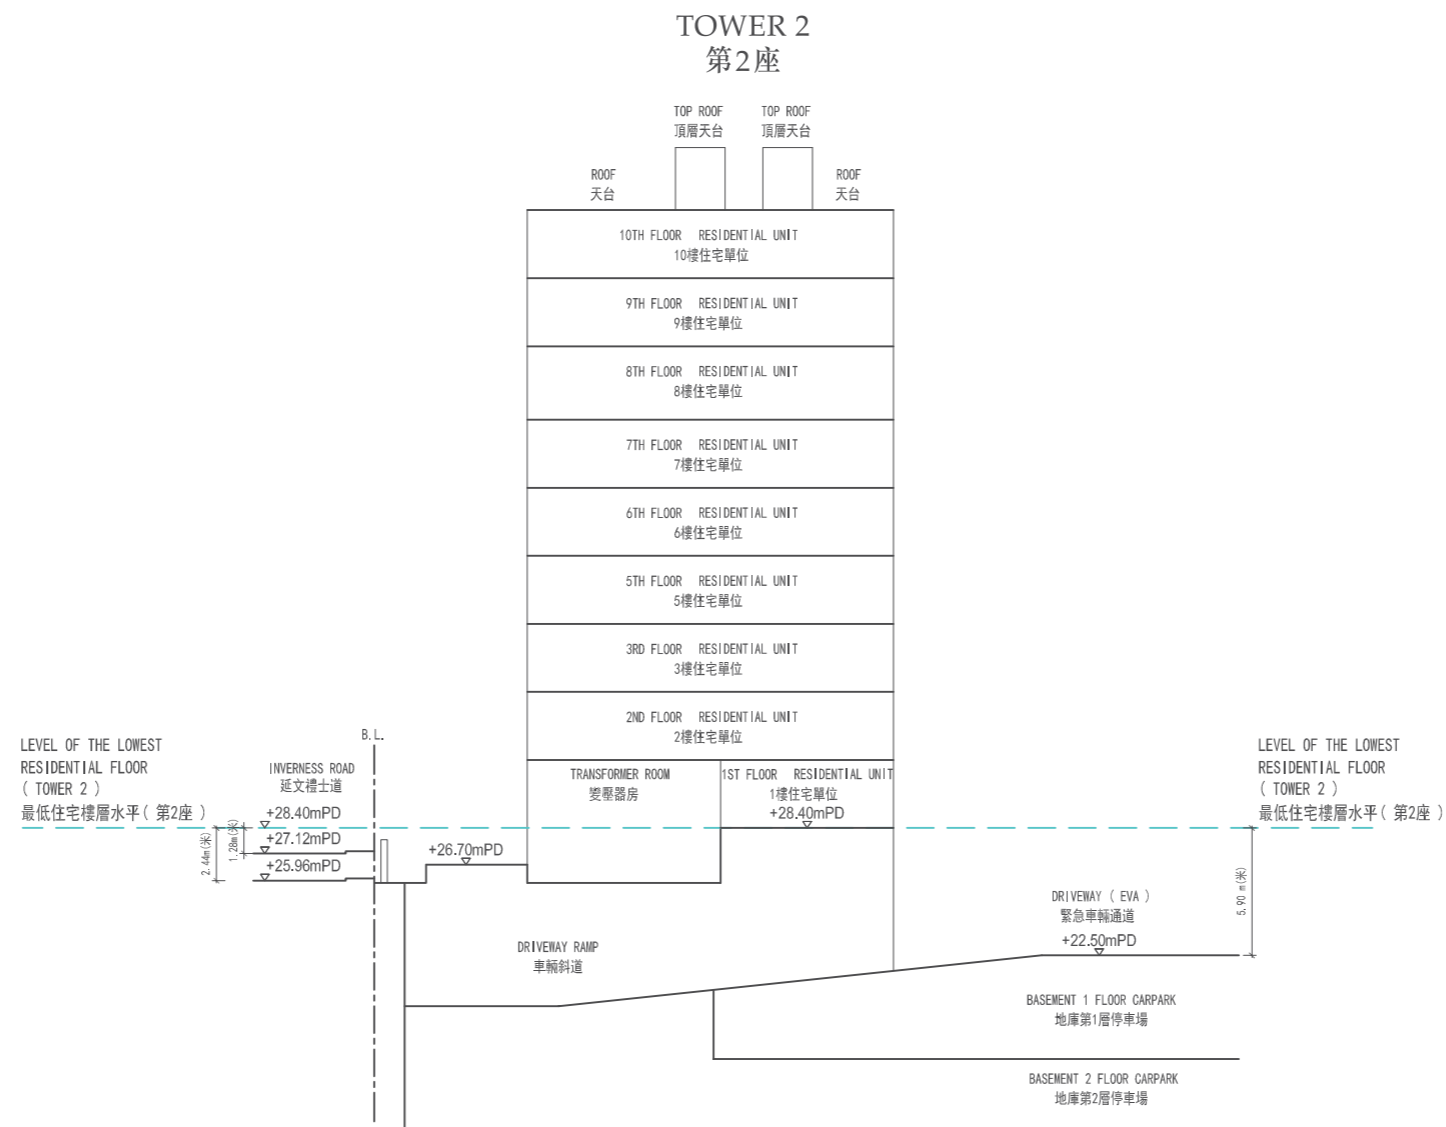 TOWER 2
第2座
TOP ROOF
頂層天台
TOP ROOF
頂層天台
ROOF
天台
ROOF
天台
10TH FLOOR RESIDENTIAL UNIT
10樓住宅單位
9TH FLOOR RESIDENTIAL UNIT
9樓住宅單位
8TH FLOOR RESIDENTIAL UNIT
8樓住宅單位
7TH FLOOR RESIDENTIAL UNIT
7樓住宅單位
6TH FLOOR RESIDENTIAL UNIT
6樓住宅單位
5TH FLOOR RESIDENTIAL UNIT
5樓住宅單位
3RD FLOOR RESIDENTIAL UNIT
3樓住宅單位
2ND FLOOR RESIDENTIAL UNIT
2樓住宅單位
TRANSFORMER ROOM
變壓器房
1ST FLOOR RESIDENTIAL UNIT
1樓住宅單位
+28.40mPD
LEVEL OF THE LOWEST
RESIDENTIAL FLOOR
( TOWER 2 )
最低住宅樓層水平( 第2座 )
B.L.
INVERNESS ROAD
延文禮士道
+28.40mPD
+27.12mPD
+25.96mPD
2.44m(米)
1.28m(米)
+26.70mPD
LEVEL OF THE LOWEST
RESIDENTIAL FLOOR
( TOWER 2 )
最低住宅樓層水平( 第2座 )
5.90 m(米)
DRIVEWAY ( EVA )
緊急車輛通道
+22.50mPD
DRIVEWAY RAMP
車輛斜道
BASEMENT 1 FLOOR CARPARK
地庫第1層停車場
BASEMENT 2 FLOOR CARPARK
地庫第2層停車場